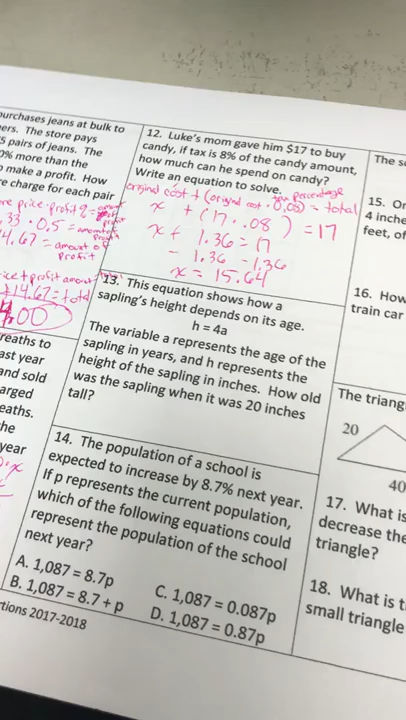 purchases jeans at bulk to
ers. The store pays
5 pairs of jeans. The
0% more than the
make a profit. How
e charge for each pair
re price · profit
33 · 0.5 =
4.67 = amount of
profit
price + profit amount
$14.67 = total
4.00
reaths to
ast year
and sold
arged
eaths.
he
year
12. Luke's mom gave him $17 to buy
candy, if tax is 8% of the candy amount,
how much can he spend on candy?
Write an equation to solve.
original cost + (original cost · 0.08) = total
percentage
x + (17 · .08) = 17
x + 1.36 = 17
- 1.36 -1.36
x = 15.64
13. This equation shows how a
sapling's height depends on its age.
h = 4a
The variable a represents the age of the
sapling in years, and h represents the
height of the sapling in inches. How old
was the sapling when it was 20 inches
tall?
14. The population of a school is
expected to increase by 8.7% next year.
If p represents the current population,
which of the following equations could
represent the population of the school
next year?
A. 1,087 = 8.7p
B. 1,087 = 8.7 + p
C. 1,087 = 0.087p
D. 1,087 = 0.87p
tions 2017-2018
The
15.
4 inche
feet, of
16. How
train car
The triang
20
40
17. What is
decrease the
triangle?
18. What is t
small triangle